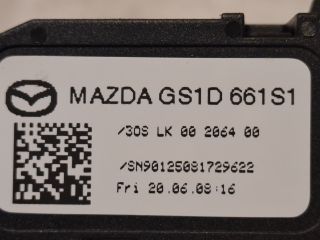 MAZDA GS1D 661S1
/30S LK 00 2064 00
/SN90125081729622
Fri 20.06.08:16